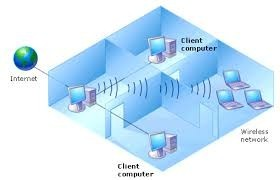 Client
computer
Internet
Wireless
network
Client
computer